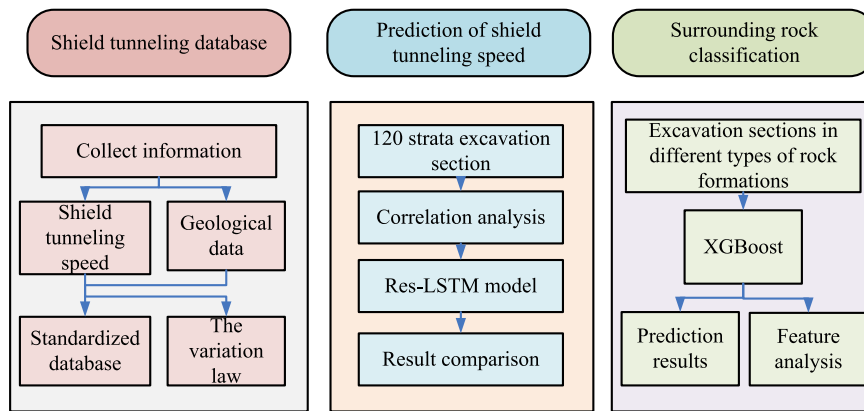 Shield tunneling database
Prediction of shield
tunneling speed
Surrounding rock
classification
Collect information
Shield
tunneling
speed
Geological
data
Standardized
database
The
variation
law
120 strata excavation
section
Correlation analysis
Res-LSTM model
Result comparison
Excavation sections in
different types of rock
formations
XGBoost
Prediction
results
Feature
analysis